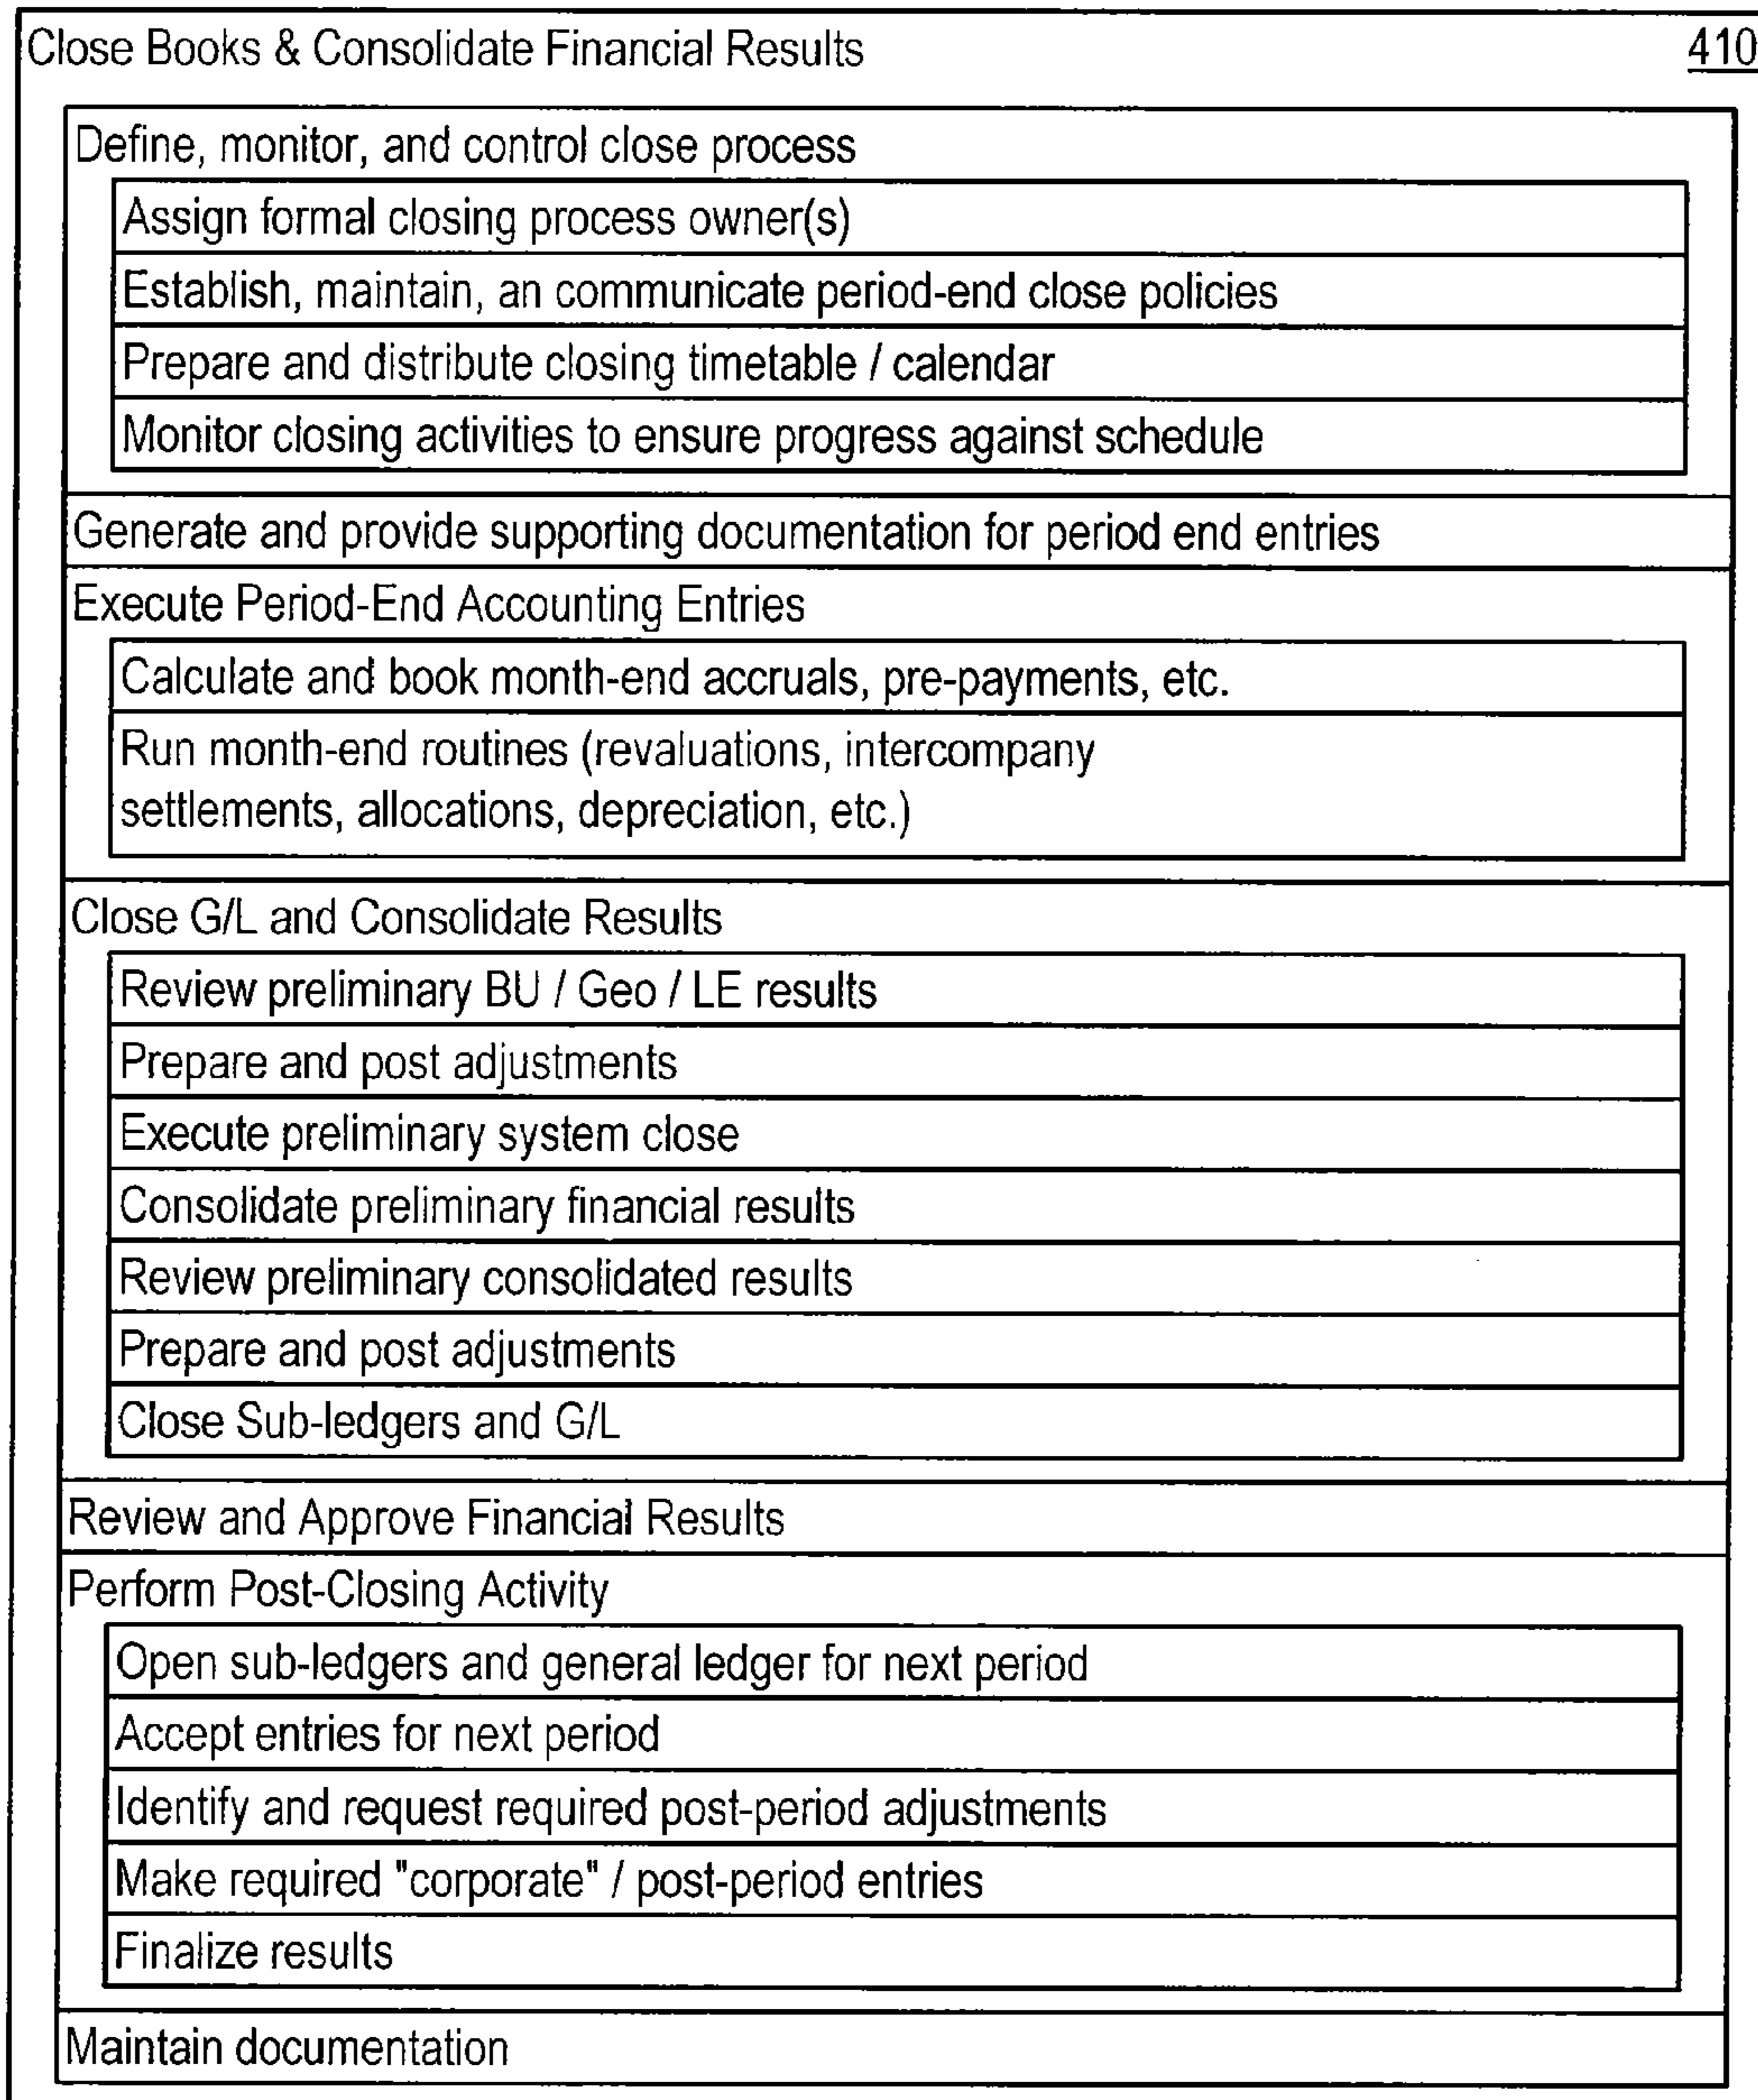 Close Books & Consolidate Financial Results 410
Define, monitor, and control close process
Assign formal closing process owner(s)
Establish, maintain, an communicate period-end close policies
Prepare and distribute closing timetable / calendar
Monitor closing activities to ensure progress against schedule
Generate and provide supporting documentation for period end entries
Execute Period-End Accounting Entries
Calculate and book month-end accruals, pre-payments, etc.
Run month-end routines (revaluations, intercompany
settlements, allocations, depreciation, etc.)
Close G/L and Consolidate Results
Review preliminary BU / Geo / LE results
Prepare and post adjustments
Execute preliminary system close
Consolidate preliminary financial results
Review preliminary consolidated results
Prepare and post adjustments
Close Sub-ledgers and G/L
Review and Approve Financial Results
Perform Post-Closing Activity
Open sub-ledgers and general ledger for next period
Accept entries for next period
Identify and request required post-period adjustments
Make required "corporate" / post-period entries
Finalize results
Maintain documentation